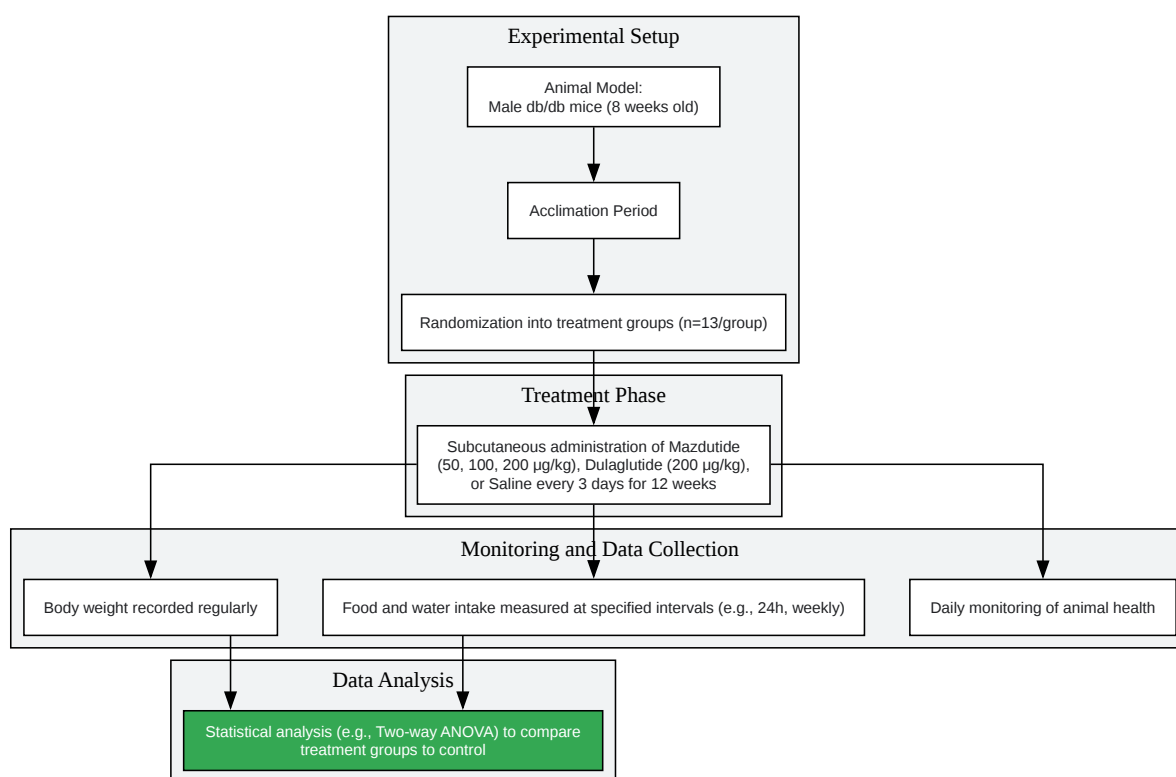 Experimental Setup
Animal Model:
Male db/db mice (8 weeks old)
Acclimation Period
Randomization into treatment groups (n=13/group)
Treatment Phase
Subcutaneous administration of Mazdutide
(50, 100, 200 μg/kg), Dulaglutide (200 μg/kg),
or Saline every 3 days for 12 weeks
Monitoring and Data Collection
Body weight recorded regularly
Food and water intake measured at specified intervals (e.g., 24h, weekly)
Daily monitoring of animal health
Data Analysis
Statistical analysis (e.g., Two-way ANOVA) to compare
treatment groups to control